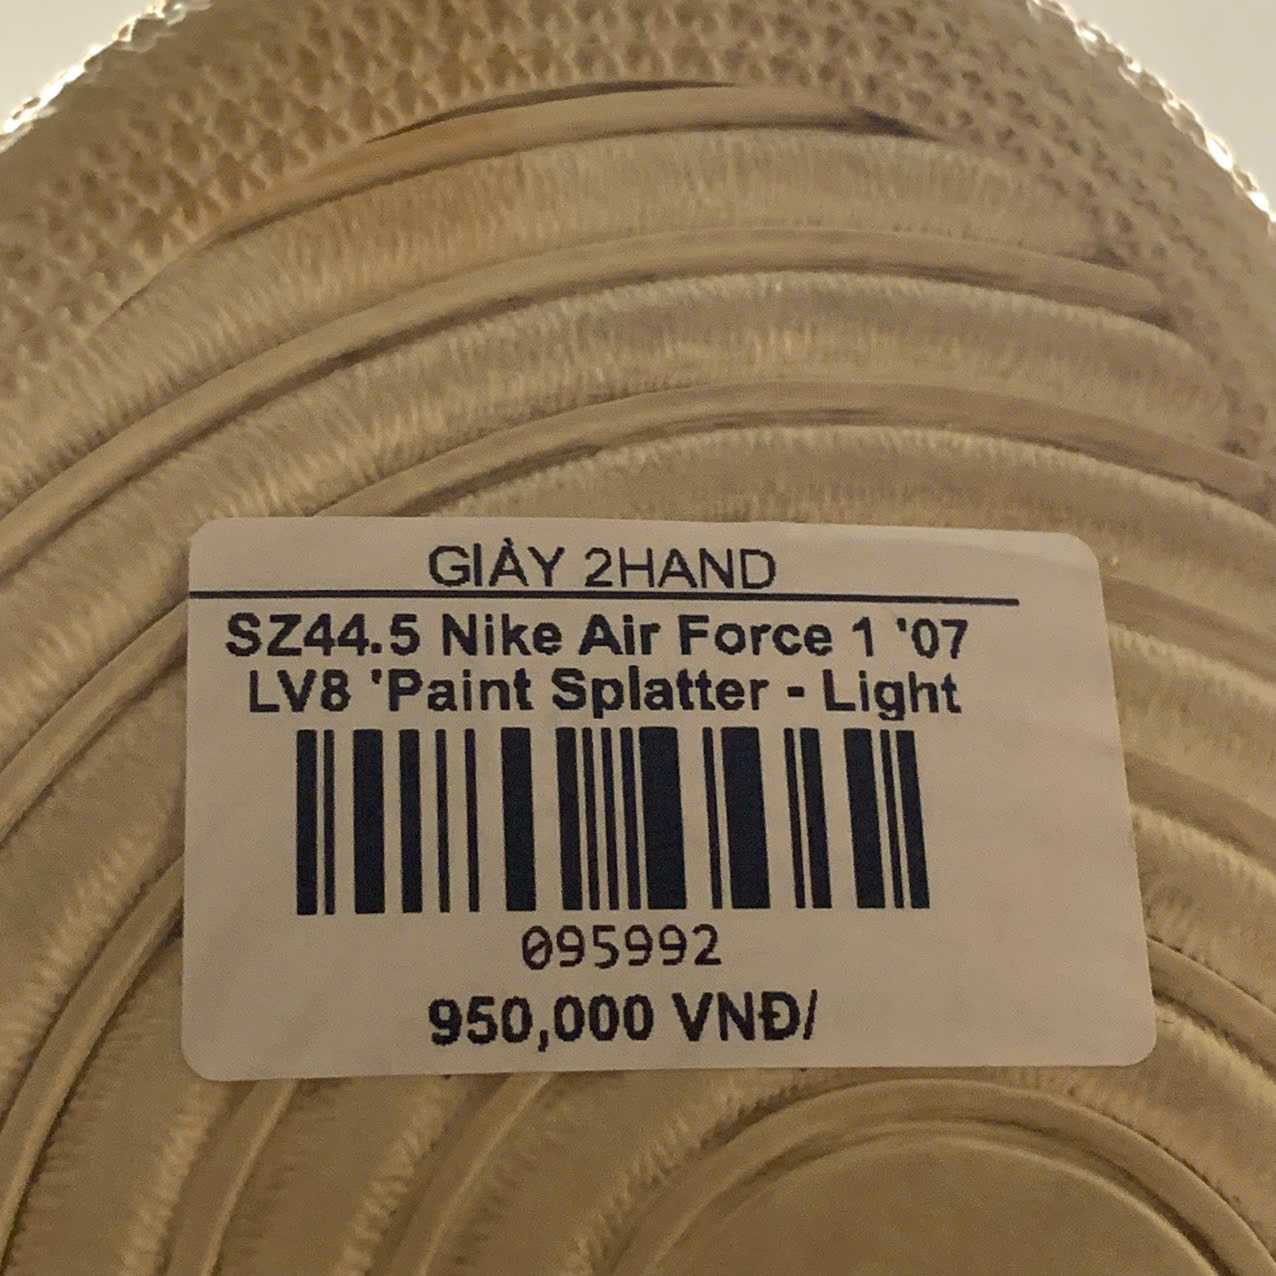 GIÀY 2HAND
SZ44.5 Nike Air Force 1 '07
LV8 'Paint Splatter - Light
095992
950,000 VNĐ/